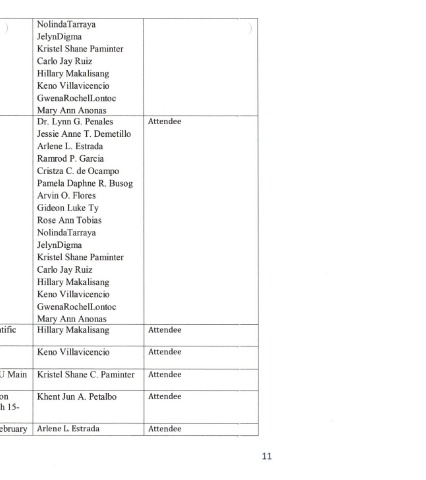 NolindaTarraya
JelynDigma
Kristel Shane Paminter
Carlo Jay Ruiz
Hillary Makalisang
Keno Villavicencio
GwenaRochelLontoc
Mary Ann Anonas
Dr. Lynn G. Penales Attendee
Jessie Anne T. Demetillo
Arlene L. Estrada
Ramrod P. Garcia
Cristza C. de Ocampo
Pamela Daphne R. Busog
Arvin O. Flores
Gideon Luke Ty
Rose Ann Tobias
NolindaTarraya
JelynDigma
Kristel Shane Paminter
Carlo Jay Ruiz
Hillary Makalisang
Keno Villavicencio
GwenaRochelLontoc
Mary Ann Anonas
ntific Hillary Makalisang Attendee
Keno Villavicencio Attendee
U Main Kristel Shane C. Paminter Attendee
on Khent Jun A. Petalbo Attendee
h 15-
ebruary Arlene L. Estrada Attendee
11